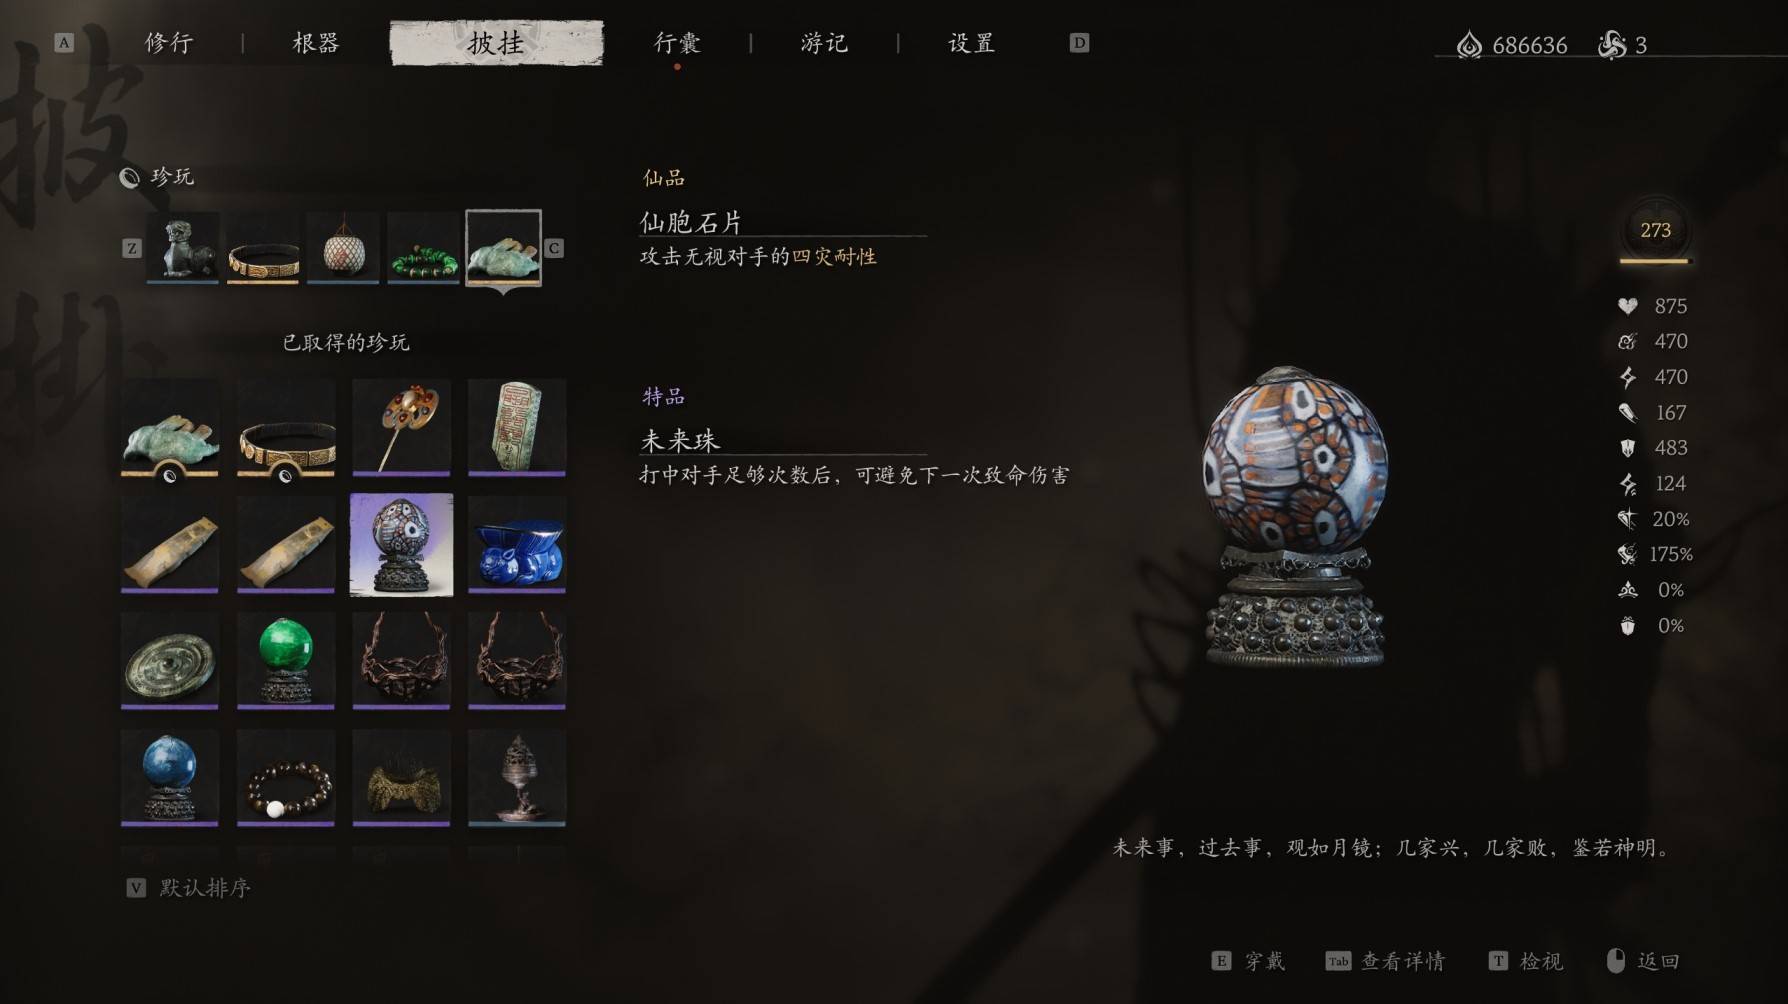 A 修行 | 根器 披挂 行囊 | 游记 | 设置 D
686636 3
披挂
珍玩
Z C
已取得的珍玩
V 默认排序
仙品
仙胞石片
攻击无视对手的四灾耐性
特品
未来珠
打中对手足够次数后，可避免下一次致命伤害
273
875
470
470
167
483
124
20%
175%
0%
0%
未来事，过去事，观如月镜；几家兴，几家败，鉴若神明。
E 穿戴 Tab 查看详情 T 检视 返回